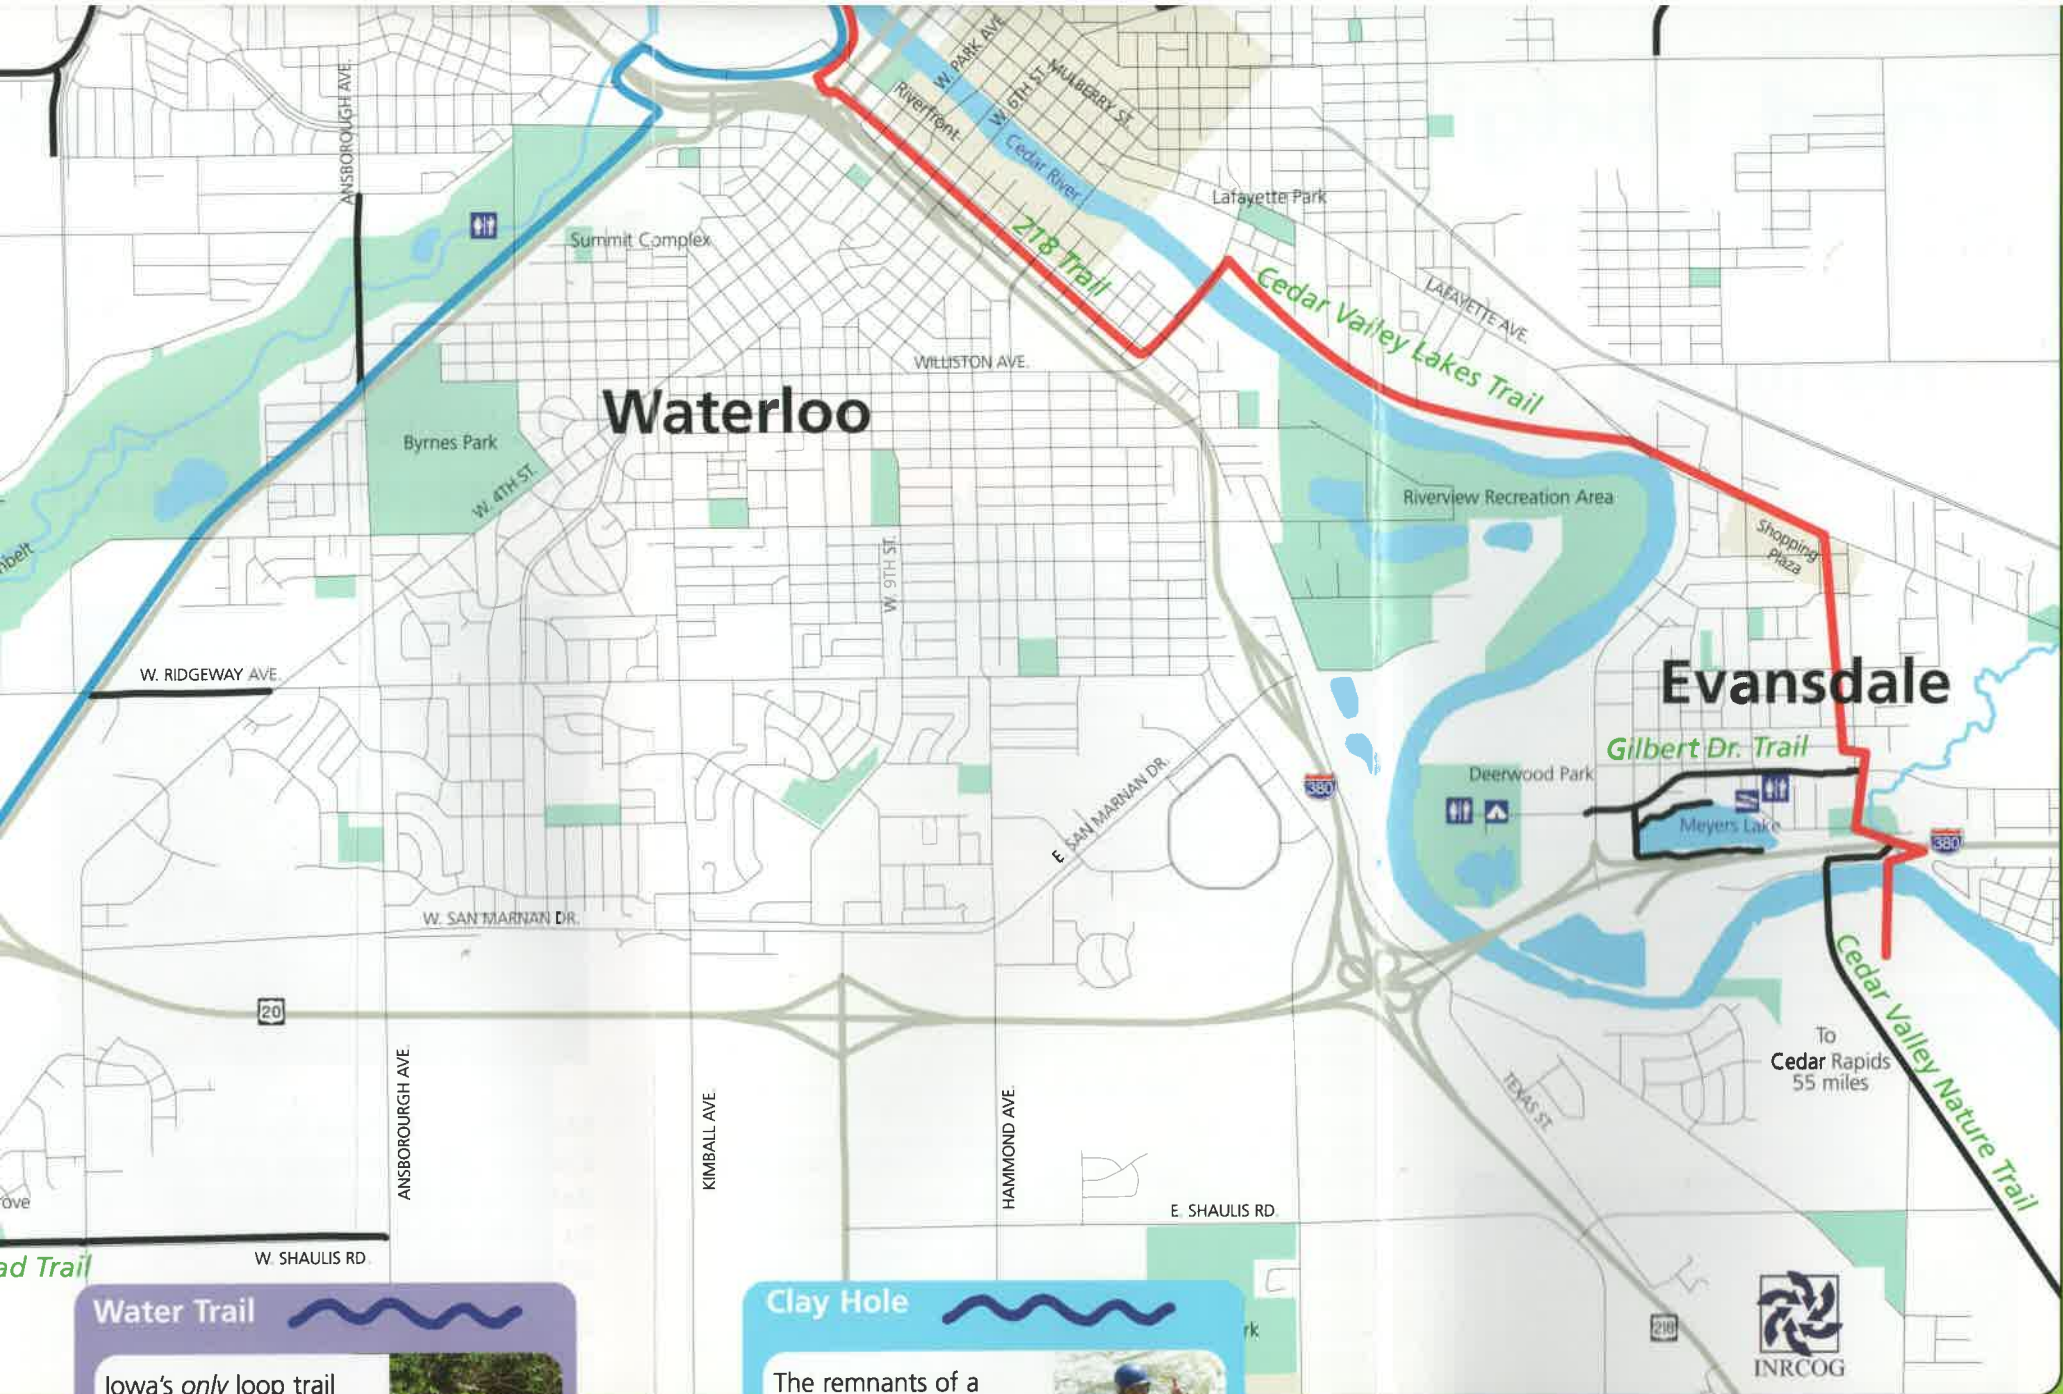 W. PARK AVE
W. 6TH ST.
MULBERRY ST.
Riverfront
Cedar River
ANSBOROUGH AVE.
Lafayette Park
218 Trail
Summit Complex
Cedar Valley Lakes Trail
LAFAYETTE AVE.
WILLISTON AVE.
Waterloo
Byrnes Park
W. 4TH ST.
Riverview Recreation Area
Shopping
Plaza
nbelt
W. 9TH ST.
W. RIDGEWAY AVE.
Evansdale
Gilbert Dr. Trail
Deerwood Park
380
E. SAN MARNAN DR.
Meyers Lake
380
W. SAN MARNAN DR.
20
Cedar Valley Nature Trail
To
Cedar Rapids
55 miles
ANSBOROURGH AVE.
KIMBALL AVE.
HAMMOND AVE.
TEXAS ST.
ove
E. SHAULIS RD.
W. SHAULIS RD.
ad Trail
Water Trail
Clay Hole
rk
218
INRCOG
Iowa's only loop trail
The remnants of a